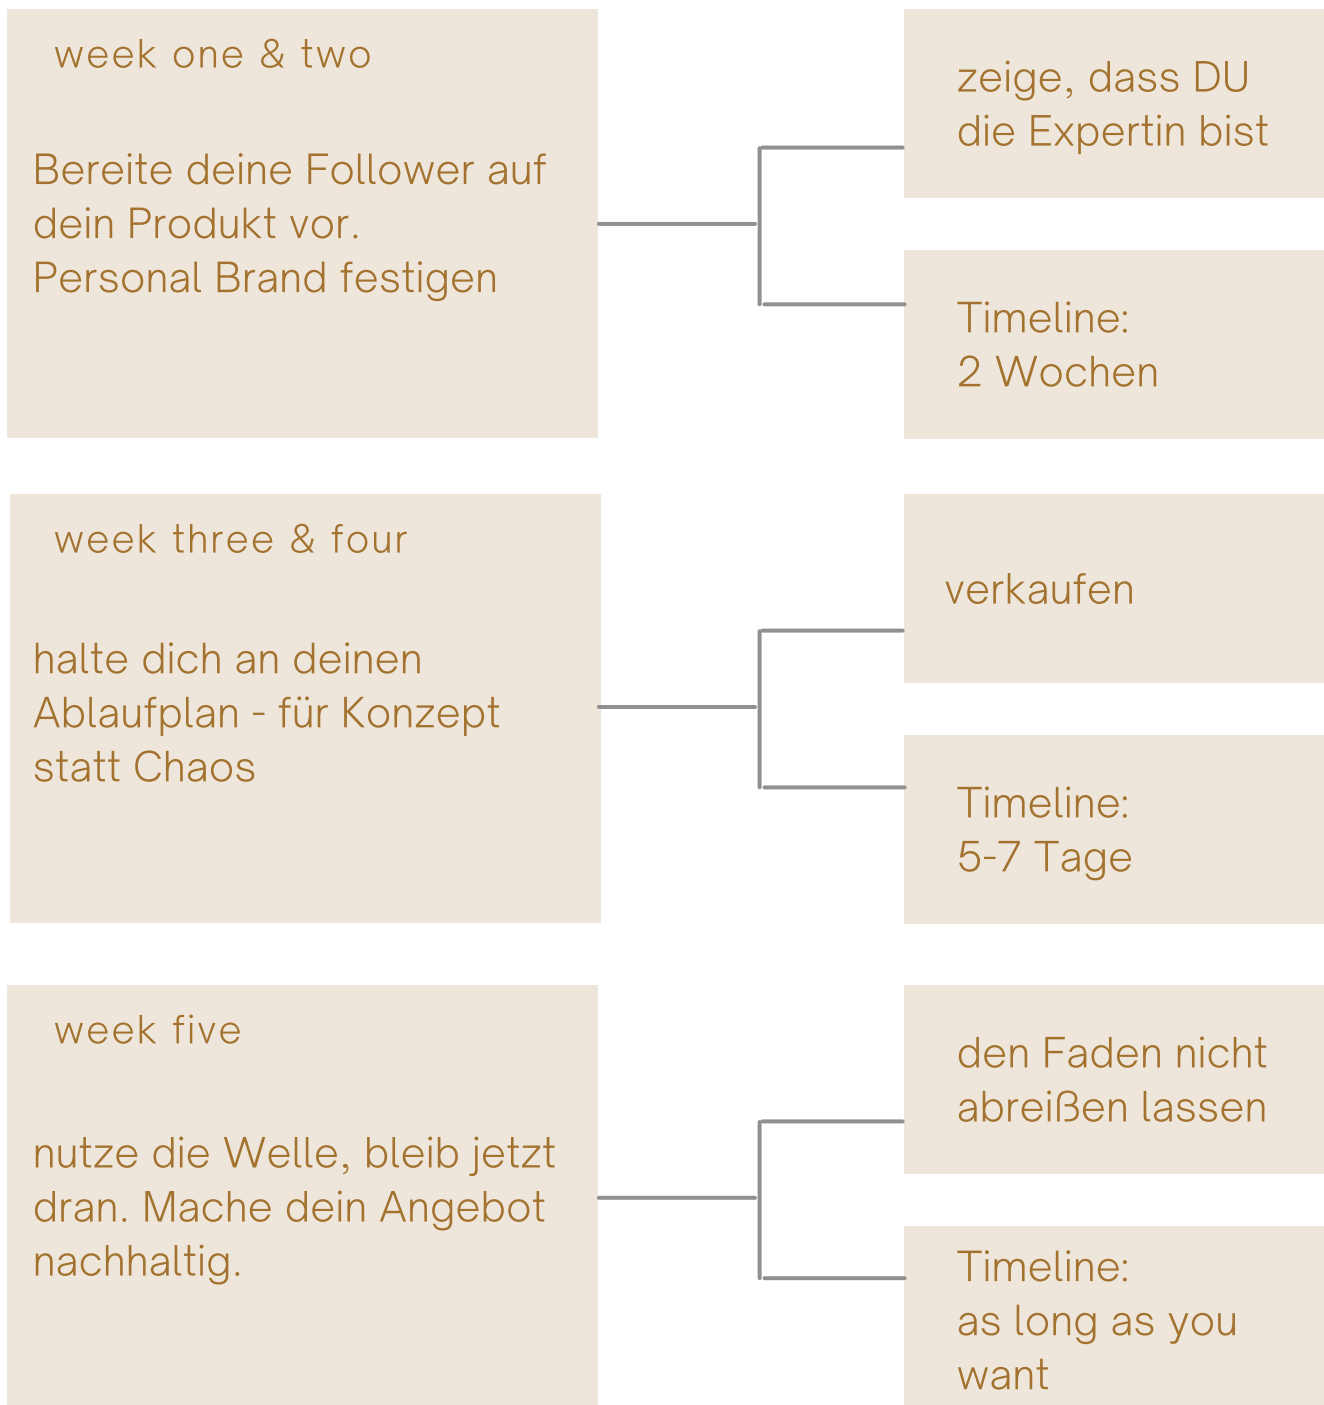 week one & two
Bereite deine Follower auf
dein Produkt vor.
Personal Brand festigen
zeige, dass DU
die Expertin bist
Timeline:
2 Wochen
week three & four
halte dich an deinen
Ablaufplan - für Konzept
statt Chaos
verkaufen
Timeline:
5-7 Tage
week five
nutze die Welle, bleib jetzt
dran. Mache dein Angebot
nachhaltig.
den Faden nicht
abreißen lassen
Timeline:
as long as you
want